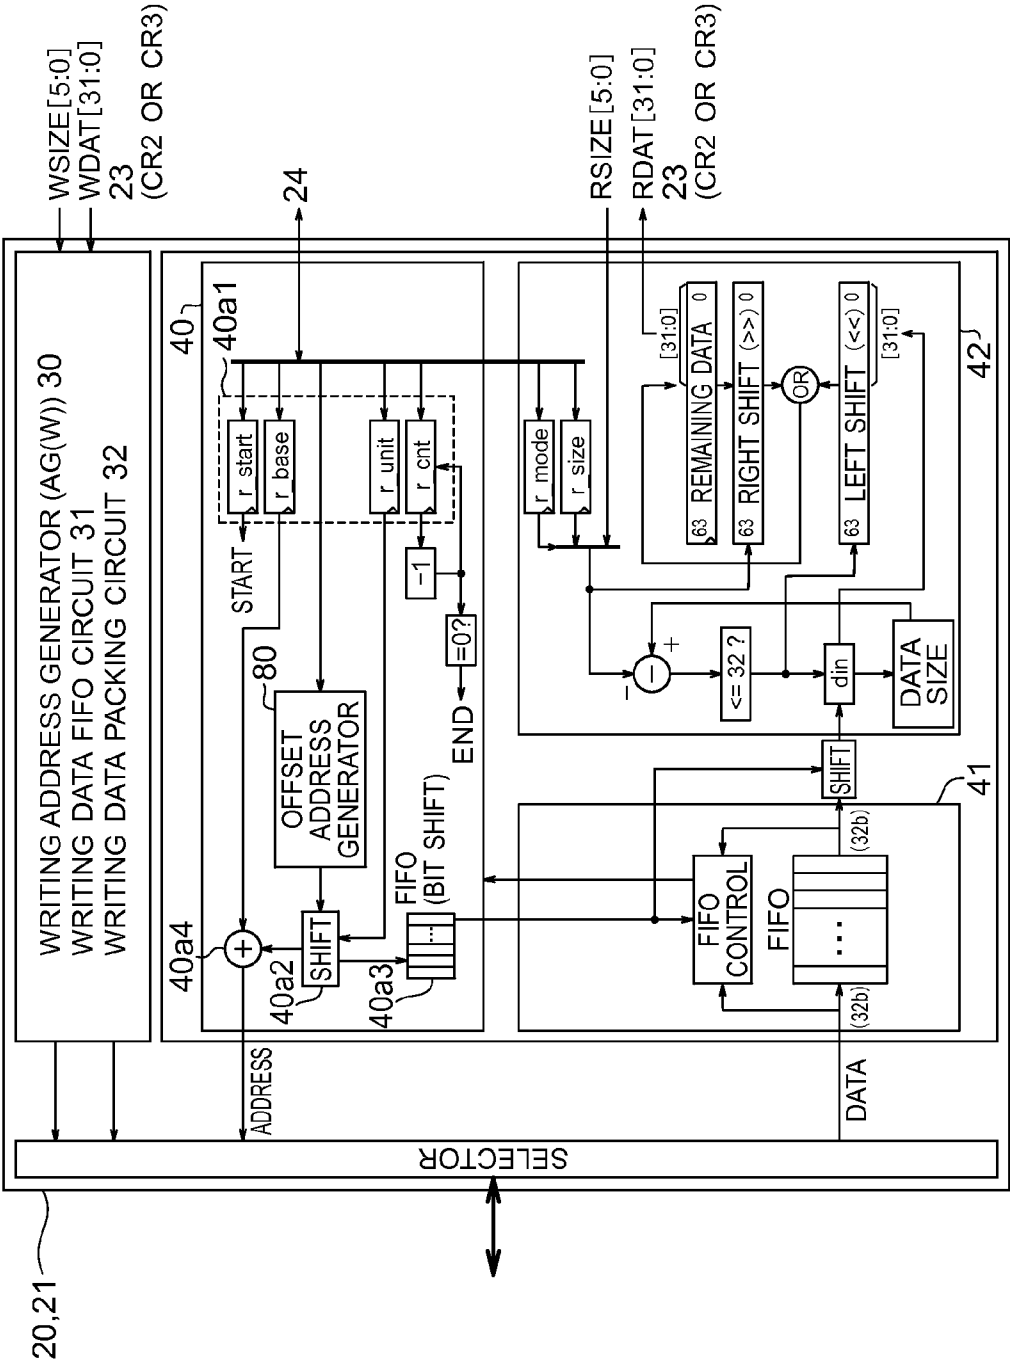 WSIZE[5:0]
WDAT[31:0]
23
(CR2 OR CR3)
24
RSIZE[5:0]
RDAT[31:0]
23
(CR2 OR CR3)
WRITING ADDRESS GENERATOR (AG(W)) 30
WRITING DATA FIFO CIRCUIT 31
WRITING DATA PACKING CIRCUIT 32
40
40a1
r_start
r_base
r_unit
r_cnt
START
-1
=0?
END
80
OFFSET
ADDRESS
GENERATOR
40a4
+
40a2
SHIFT
40a3
FIFO
(BIT SHIFT)
...
ADDRESS
r_mode
r_size
[31:0]
63 REMAINING DATA 0
63 RIGHT SHIFT (>>) 0
OR
63 LEFT SHIFT (<<) 0
[31:0]
42
+
-
-
<= 32 ?
din
DATA
SIZE
SHIFT
41
FIFO
CONTROL
FIFO
(32b)
...
(32b)
DATA
SELECTOR
20,21